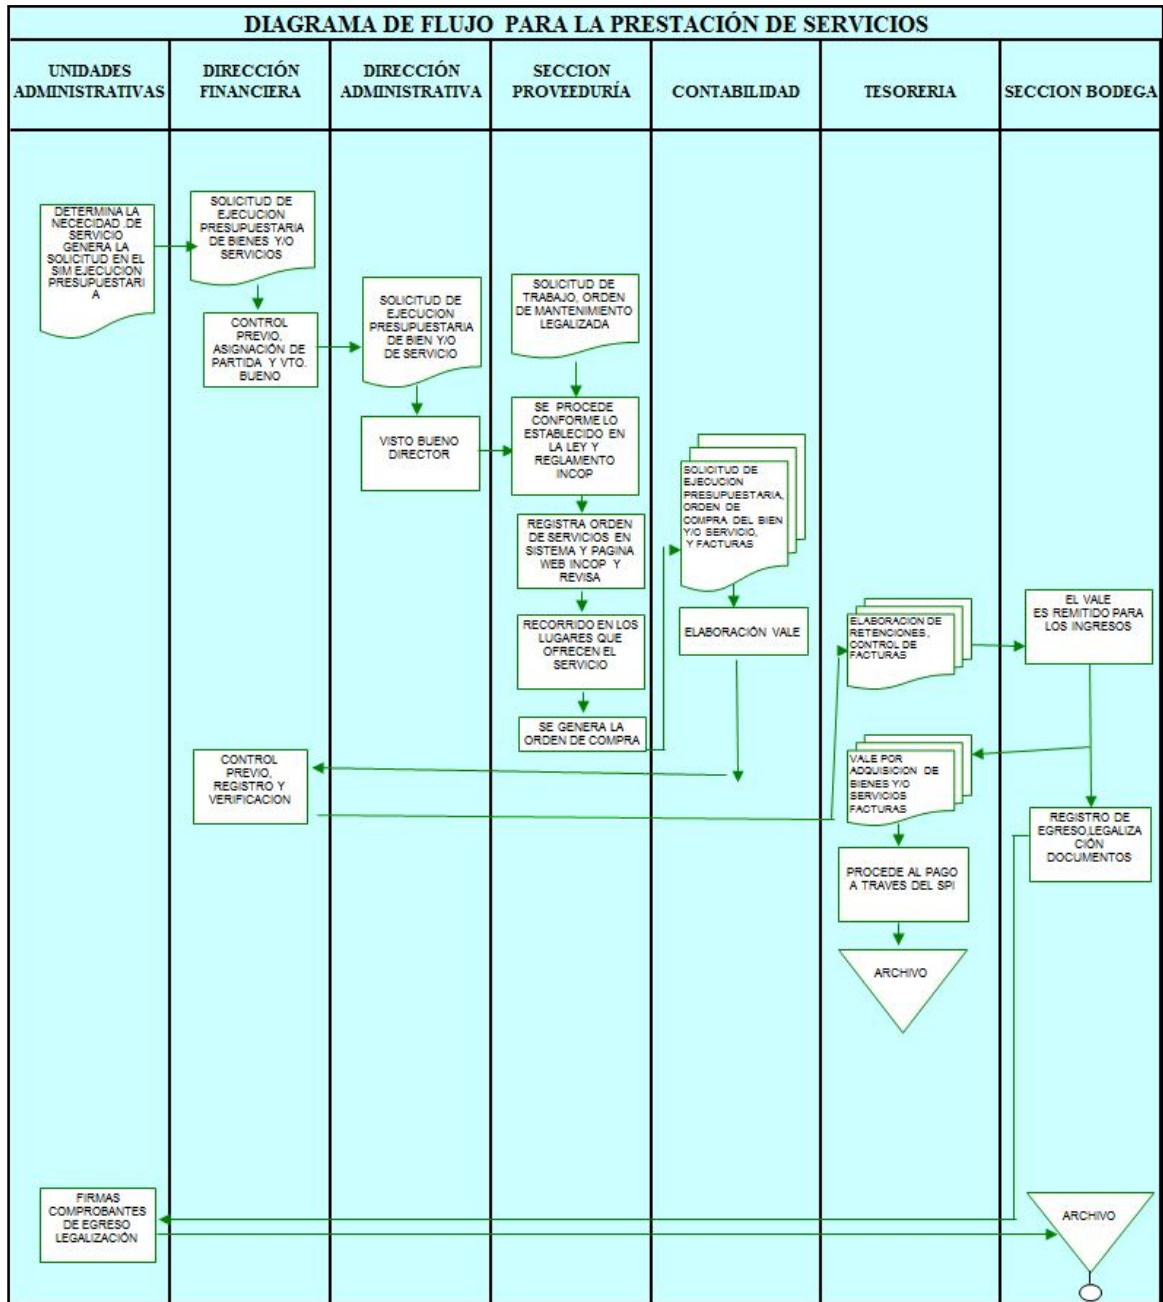 DIAGRAMA DE FLUJO PARA LA PRESTACIÓN DE SERVICIOS
UNIDADES
ADMINISTRATIVAS
DIRECCIÓN
FINANCIERA
DIRECCIÓN
ADMINISTRATIVA
SECCION
PROVEEDURÍA
CONTABILIDAD
TESORERIA
SECCION BODEGA
DETERMINA LA
NECECIDAD .DE
SERVICIO
GENERA LA
SOLICITUD EN EL
SIM EJECUCION
PRESUPUESTARI
A
SOLICITUD DE
EJECUCION
PRESUPUESTARIA
DE BIENES Y/O
SERVICIOS
CONTROL
PREVIO,
ASIGNACIÓN DE
PARTIDA Y VTO.
BUENO
SOLICITUD DE
EJECUCION
PRESUPUESTARIA
DE BIEN Y/O
DE SERVICIO
VISTO BUENO
DIRECTOR
SOLICITUD DE
TRABAJO, ORDEN
DE MANTENIMIENTO
LEGALIZADA
SE PROCEDE
CONFORME LO
ESTABLECIDO EN
LA LEY Y
REGLAMENTO
INCOP
REGISTRA ORDEN
DE SERVICIOS EN
SISTEMA Y PAGINA
WEB INCOP Y
REVISA
RECORRIDO EN LOS
LUGARES QUE
OFRECEN EL
SERVICIO
SE GENERA LA
ORDEN DE COMPRA
SOLICITUD DE
EJECUCION
PRESUPUESTARIA,
ORDEN DE
COMPRA DEL BIEN
Y/O SERVICIO,
Y FACTURAS
ELABORACIÓN VALE
CONTROL
PREVIO,
REGISTRO Y
VERIFICACION
ELABORACION DE
RETENCIONES,
CONTROL DE
FACTURAS
EL VALE
ES REMITIDO PARA
LOS INGRESOS
VALE POR
ADQUISICION DE
BIENES Y/O
SERVICIOS
FACTURAS
PROCEDE AL PAGO
A TRAVES DEL SPI
ARCHIVO
REGISTRO DE
EGRESO,LEGALIZA
CIÓN
DOCUMENTOS
FIRMAS
COMPROBANTES
DE EGRESO
LEGALIZACIÓN
ARCHIVO